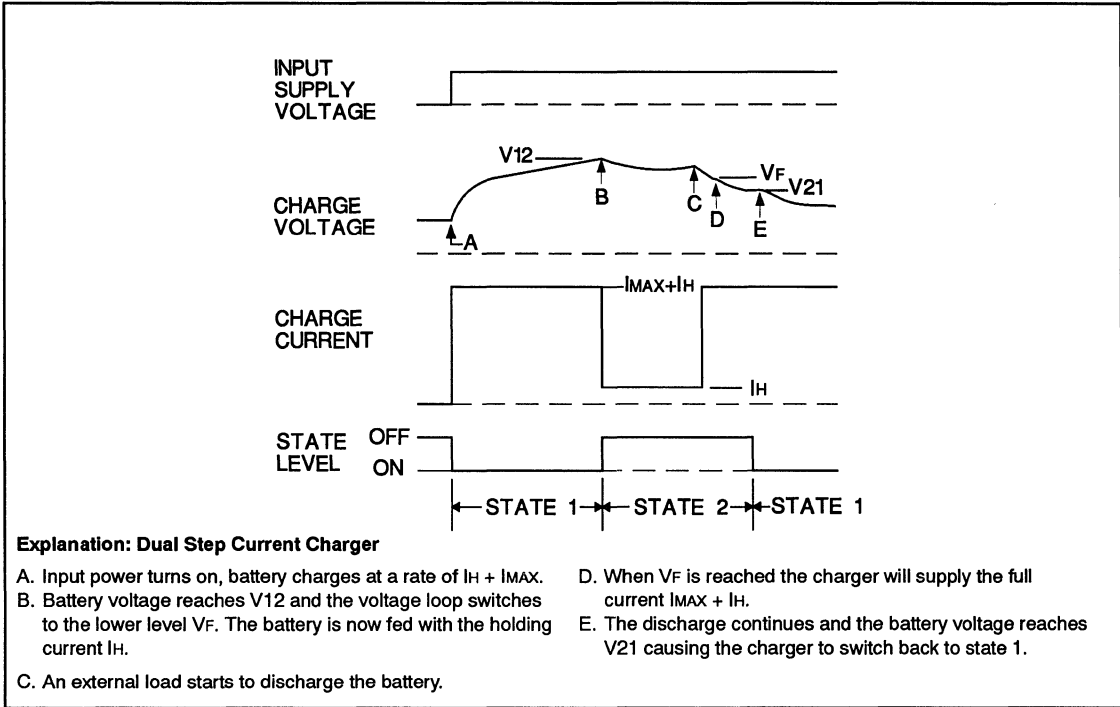 INPUT
SUPPLY
VOLTAGE
V12
VF
V21
B
C
D
E
CHARGE
VOLTAGE
A
IMAX+IH
CHARGE
CURRENT
IH
STATE
LEVEL
OFF
ON
STATE 1
STATE 2
STATE 1
Explanation: Dual Step Current Charger
A. Input power turns on, battery charges at a rate of IH + IMAX.
B. Battery voltage reaches V12 and the voltage loop switches
to the lower level VF. The battery is now fed with the holding
current IH.
C. An external load starts to discharge the battery.
D. When VF is reached the charger will supply the full
current IMAX + IH.
E. The discharge continues and the battery voltage reaches
V21 causing the charger to switch back to state 1.